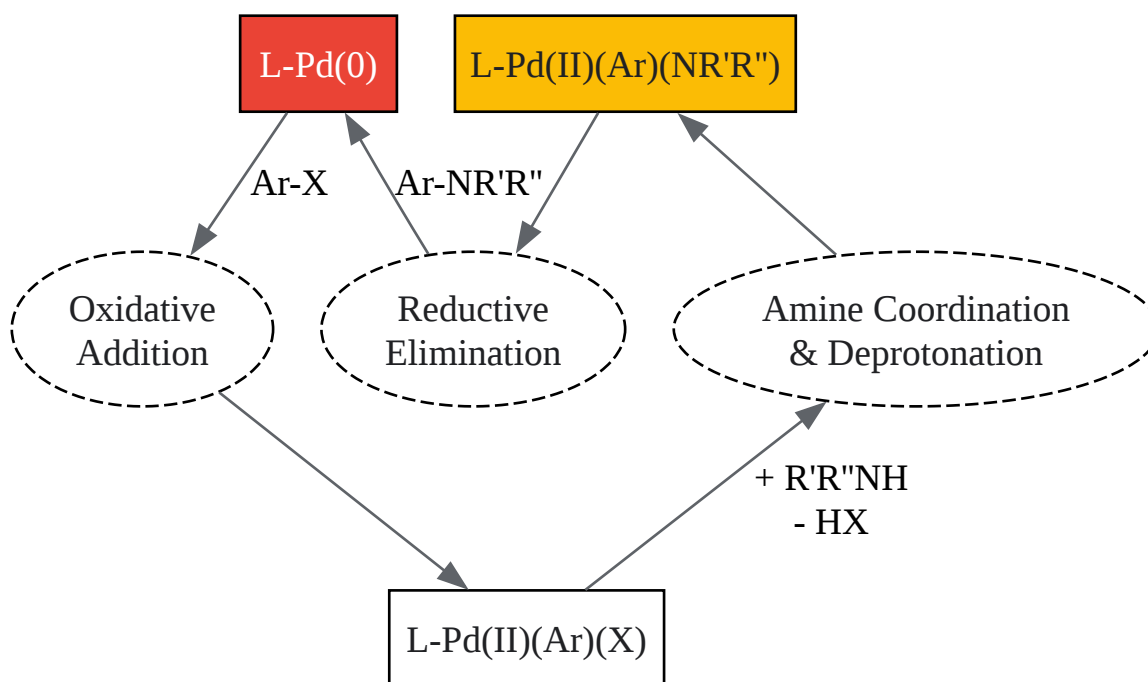 L-Pd(0)
L-Pd(II)(Ar)(NR'R")
Ar-X
Ar-NR'R"
Oxidative
Addition
Reductive
Elimination
Amine Coordination
& Deprotonation
+ R'R"NH
- HX
L-Pd(II)(Ar)(X)